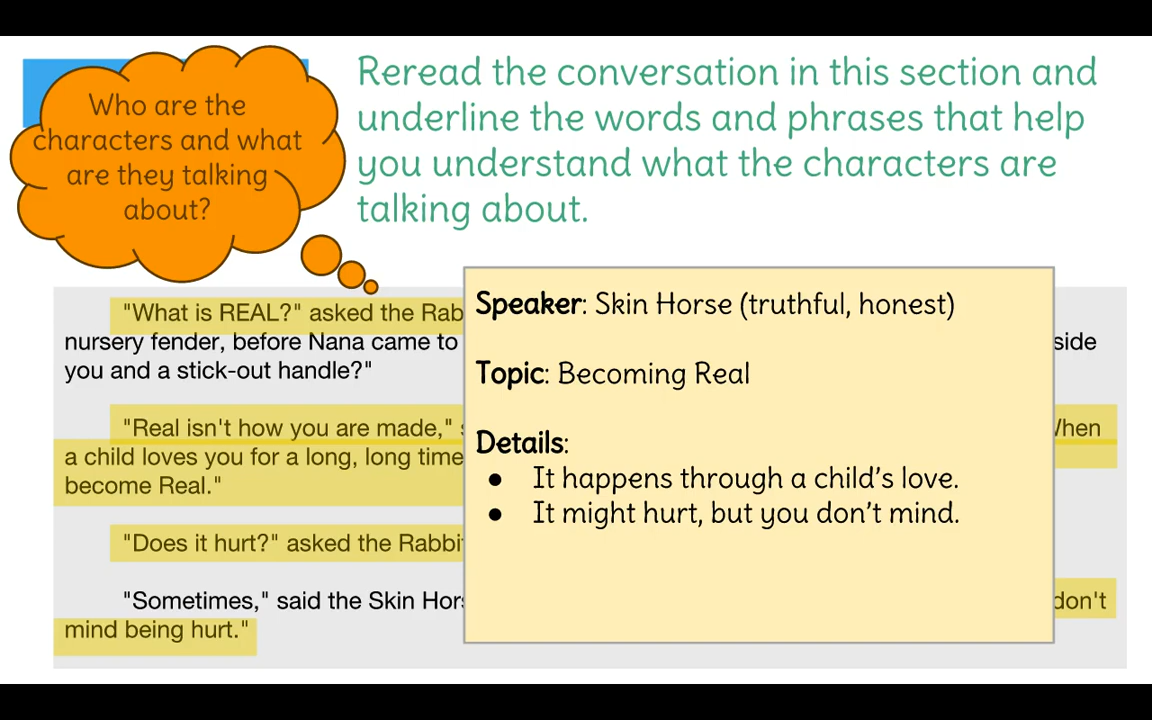 Who are the
characters and what
are they talking
about?
Reread the conversation in this section and
underline the words and phrases that help
you understand what the characters are
talking about.
"What is REAL?" asked the
nursery fender, before Nana came to side
you and a stick-out handle?"
"Real isn't how you are made,"
a child loves you for a long, long time
become Real."
"Does it hurt?" asked the
"Sometimes," said the Skin don't
mind being hurt."
Speaker: Skin Horse (truthful, honest)
Topic: Becoming Real
Details:
● It happens through a child's love.
● It might hurt, but you don't mind.